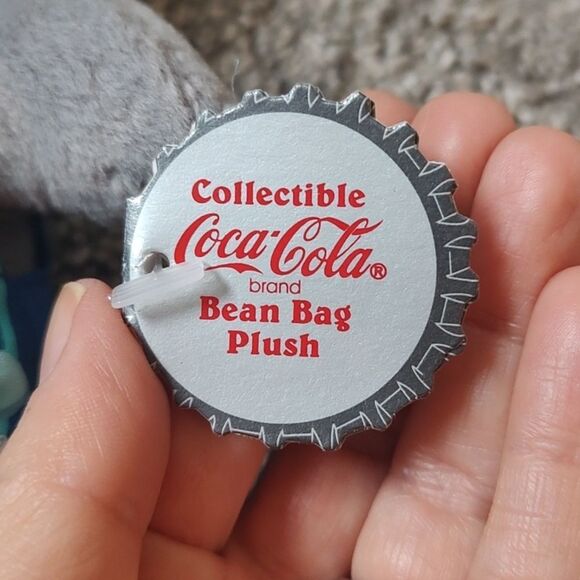 Collectible
Coca-Cola®
brand
Bean Bag
Plush